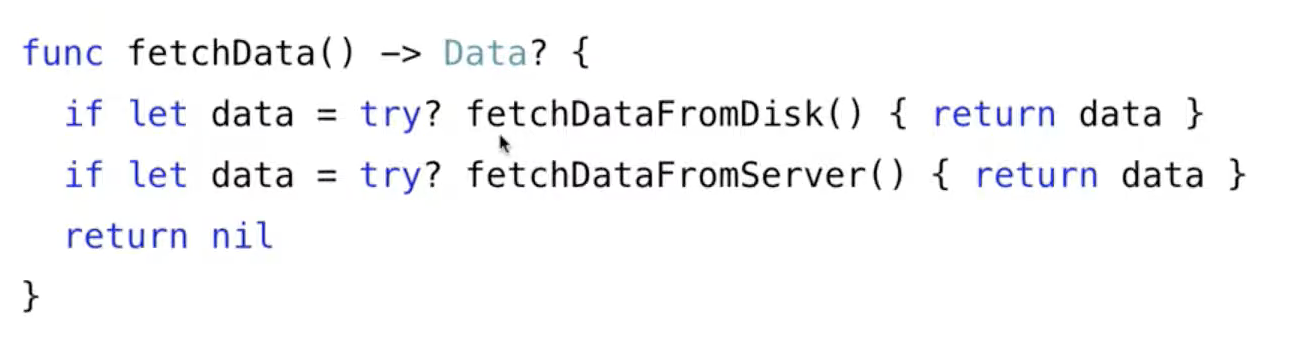 func fetchData() -> Data? {
  if let data = try? fetchDataFromDisk() { return data }
  if let data = try? fetchDataFromServer() { return data }
  return nil
}